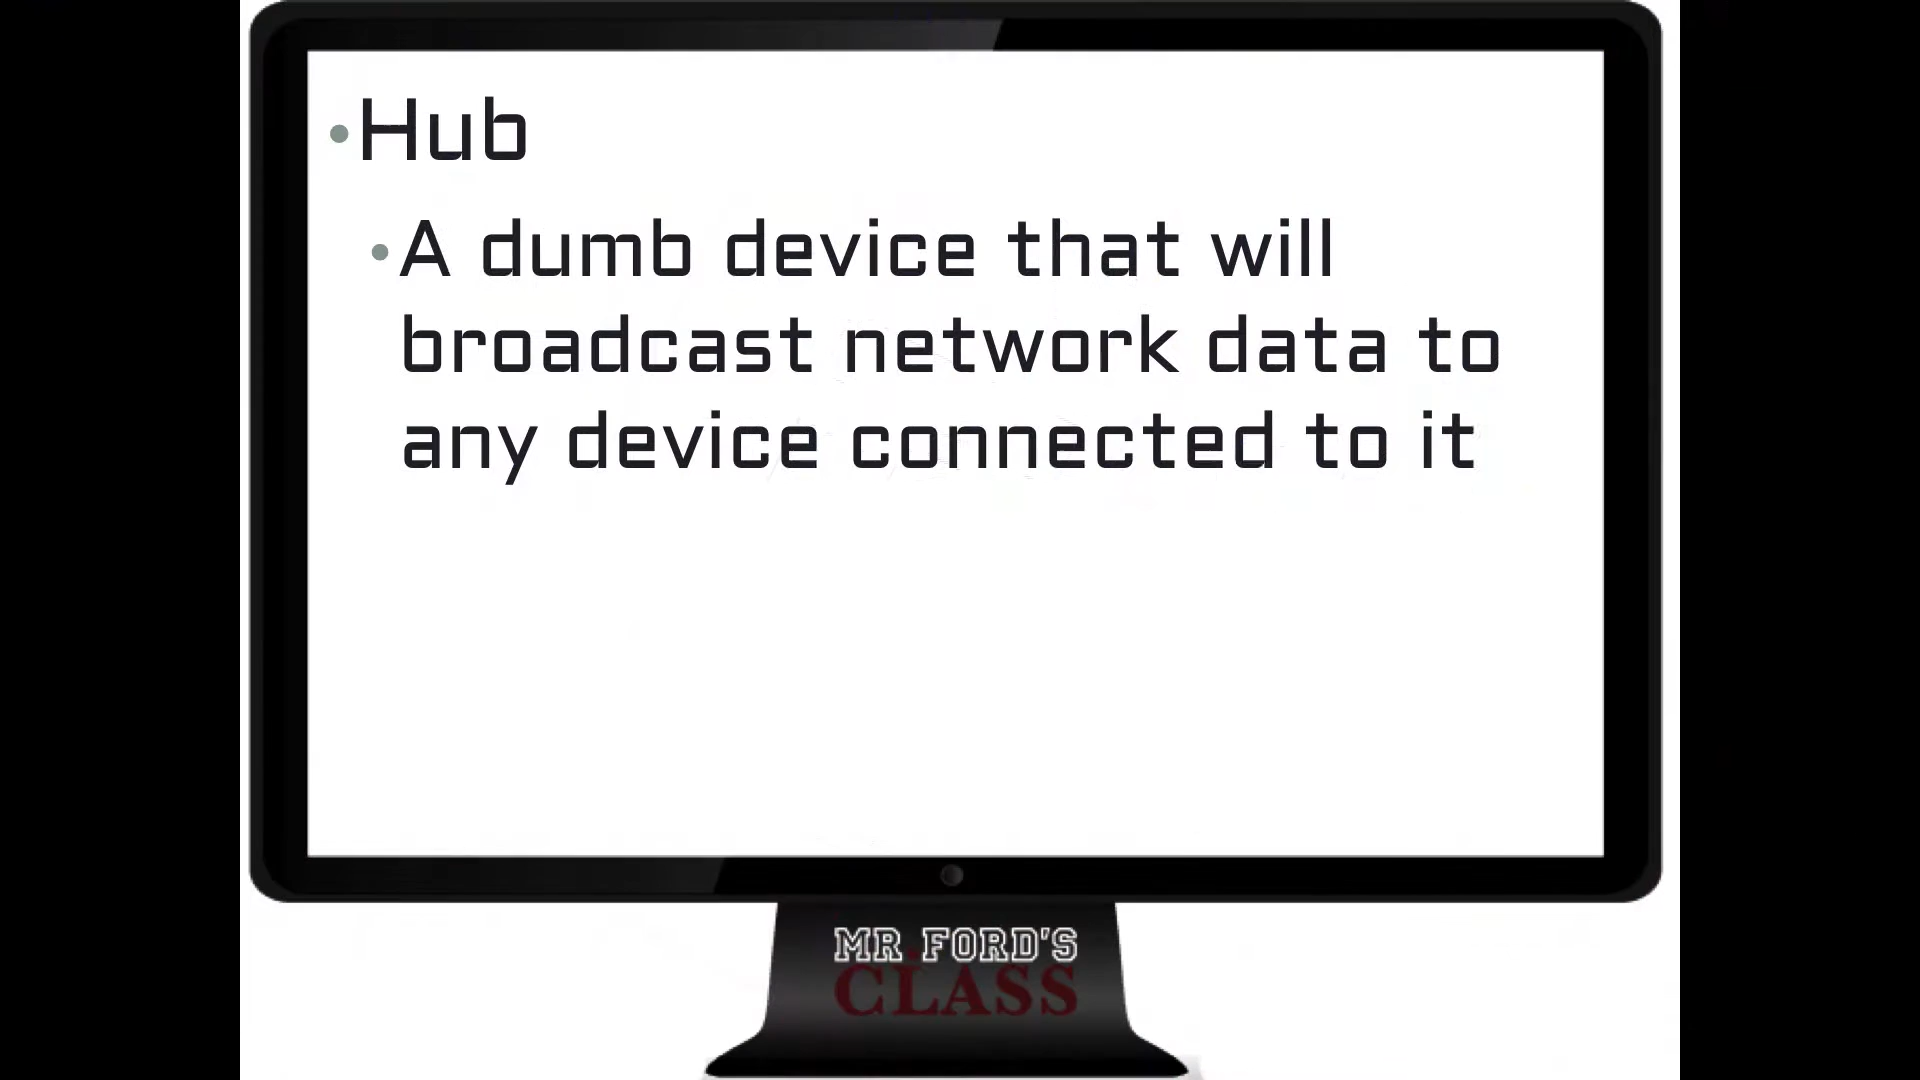 •Hub
•A dumb device that will
broadcast network data to
any device connected to it
MR FORD'S
CLASS